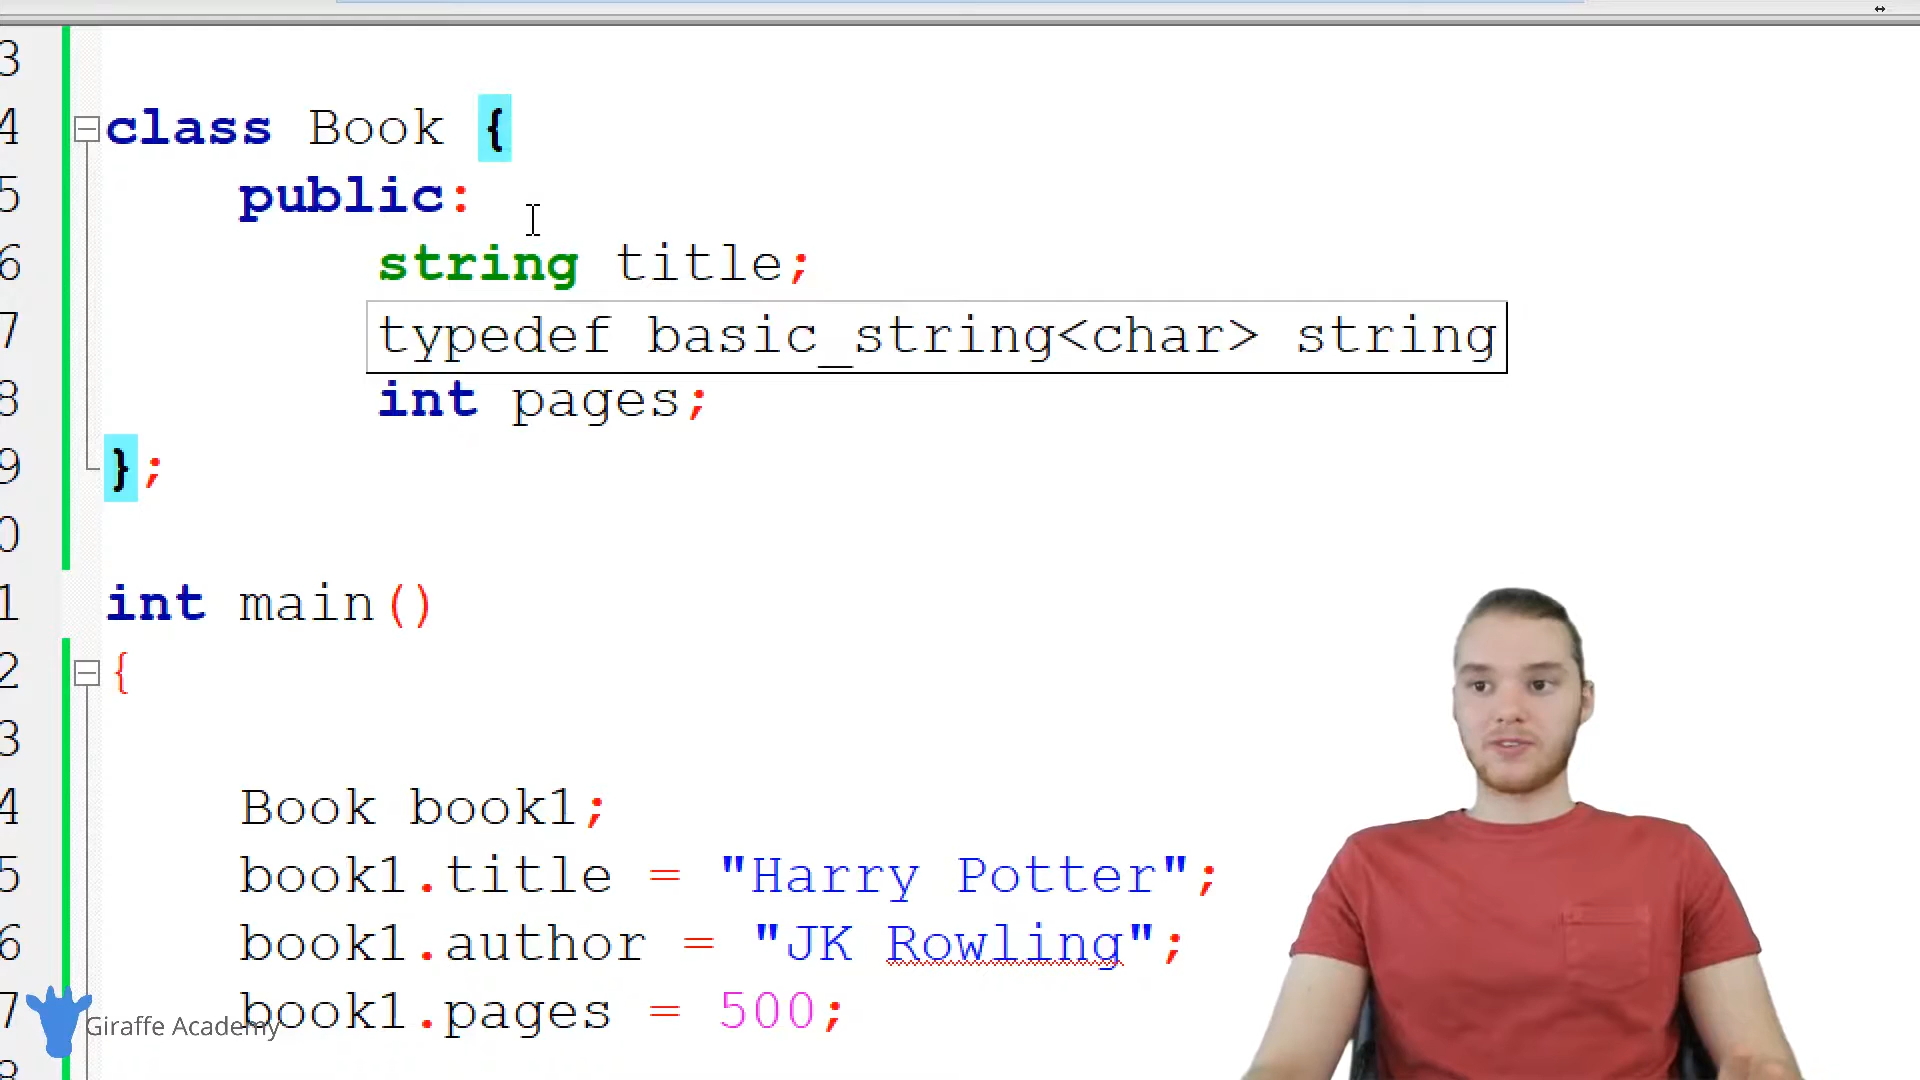 3
4 class Book {
5 public:
6 string title;
7 typedef basic_string<char> string
8 int pages;
9 };
0
1 int main()
2 {
3
4 Book book1;
5 book1.title = "Harry Potter";
6 book1.author = "JK Rowling";
7 book1.pages = 500;
Giraffe Academy
8